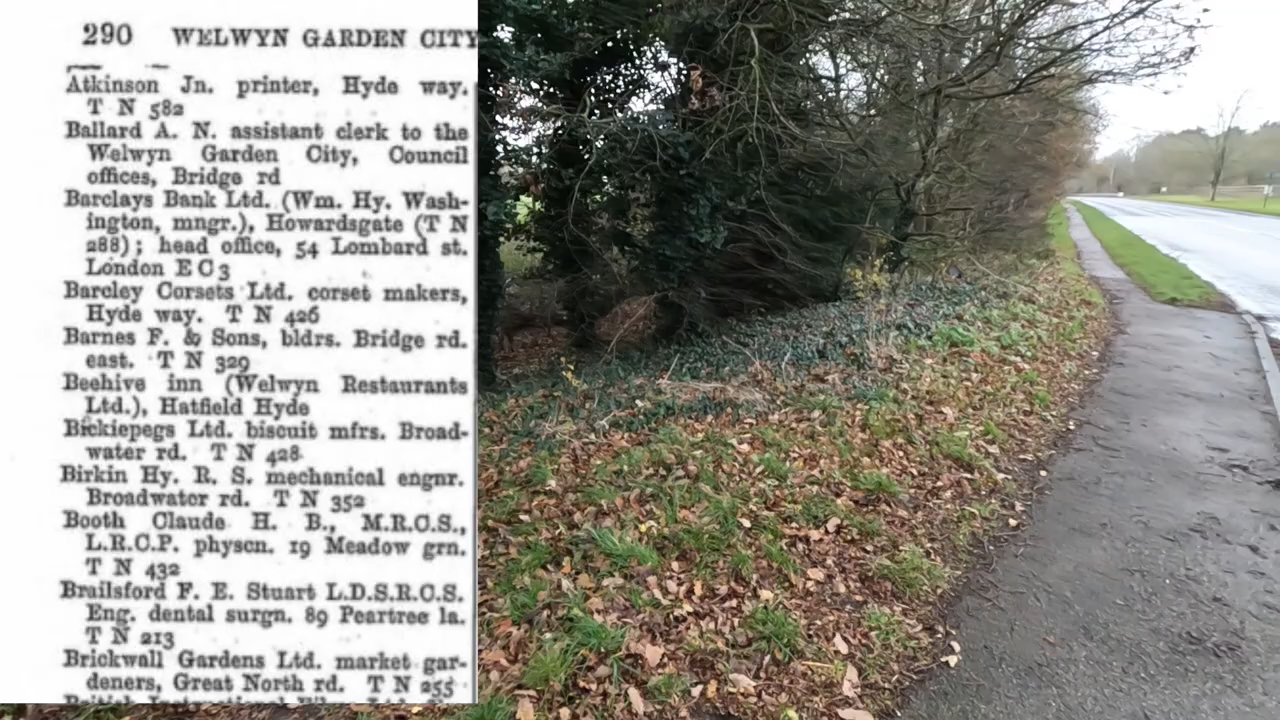 290 WELWYN GARDEN CITY
Atkinson Jn. printer, Hyde way.
T N 582
Ballard A. N. assistant clerk to the
Welwyn Garden City, Council
offices, Bridge rd
Barclays Bank Ltd. (Wm. Hy. Wash-
ington, mngr.), Howardsgate (T N
288); head office, 54 Lombard st.
London E C 3
Barcley Corsets Ltd. corset makers,
Hyde way. T N 426
Barnes F. & Sons, bldrs. Bridge rd.
east. T N 329
Beehive inn (Welwyn Restaurants
Ltd.), Hatfield Hyde
Bickiepegs Ltd. biscuit mfrs. Broad-
water rd. T N 428
Birkin Hy. R. S. mechanical engnr.
Broadwater rd. T N 352
Booth Claude H. B., M.R.C.S.,
L.R.C.P. physcn. 19 Meadow grn.
T N 432
Brailsford F. E. Stuart L.D.S.R.C.S.
Eng. dental surgn. 89 Peartree la.
T N 213
Brickwall Gardens Ltd. market gar-
deners, Great North rd. T N 255